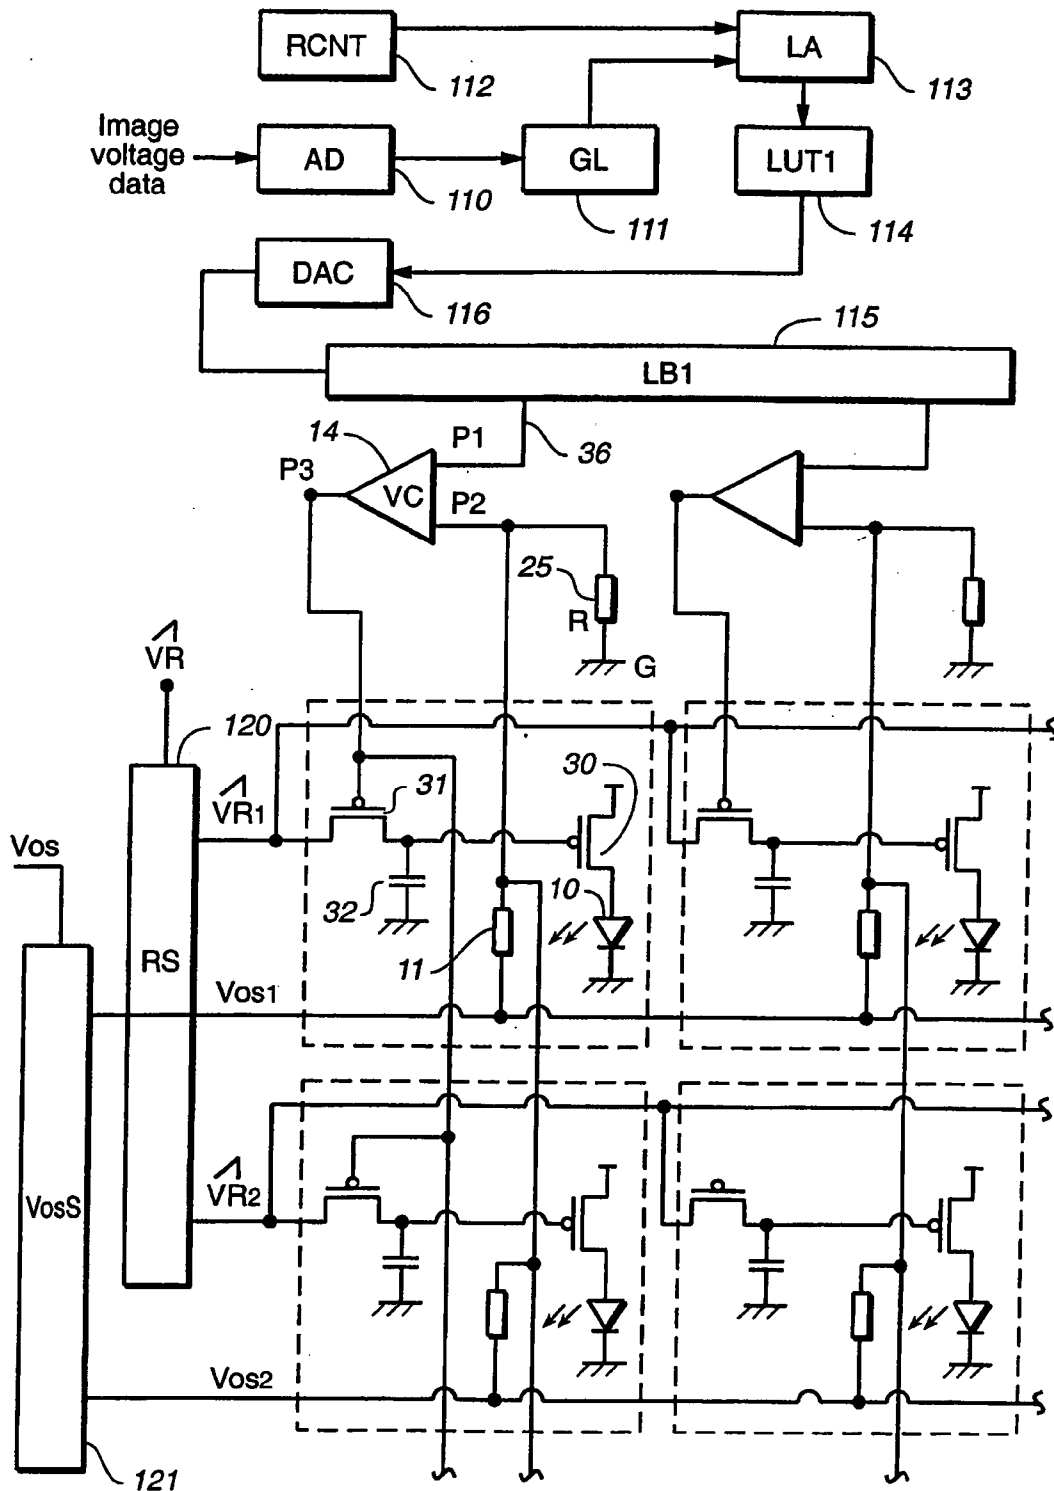 RCNT
112
LA
113
Image
voltage
data
AD
110
GL
111
LUT1
114
DAC
116
115
LB1
14
P1
36
P3
VC
P2
25
R
G
VR
120
31
30
VR1
Vos
32
10
11
RS
Vos1
VR2
VosS
Vos2
121